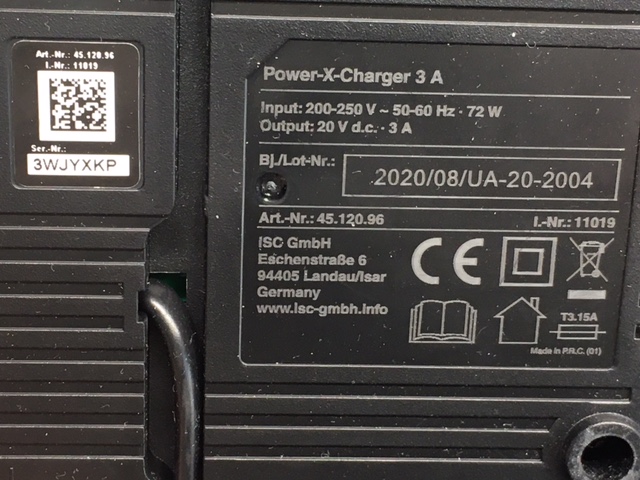 Art.-Nr.: 45.120.96
I.-Nr.: 11019
Ser.-Nr.:
3WJYXKP
Power-X-Charger 3 A
Input: 200-250 V ~ 50-60 Hz · 72 W
Output: 20 V d.c. · 3 A
Bj./Lot-Nr.:
2020/08/UA-20-2004
Art.-Nr.: 45.120.96
I.-Nr.: 11019
ISC GmbH
Eschenstraße 6
94405 Landau/Isar
Germany
www.isc-gmbh.info
CE
T3.15A
Made in P.R.C. (01)